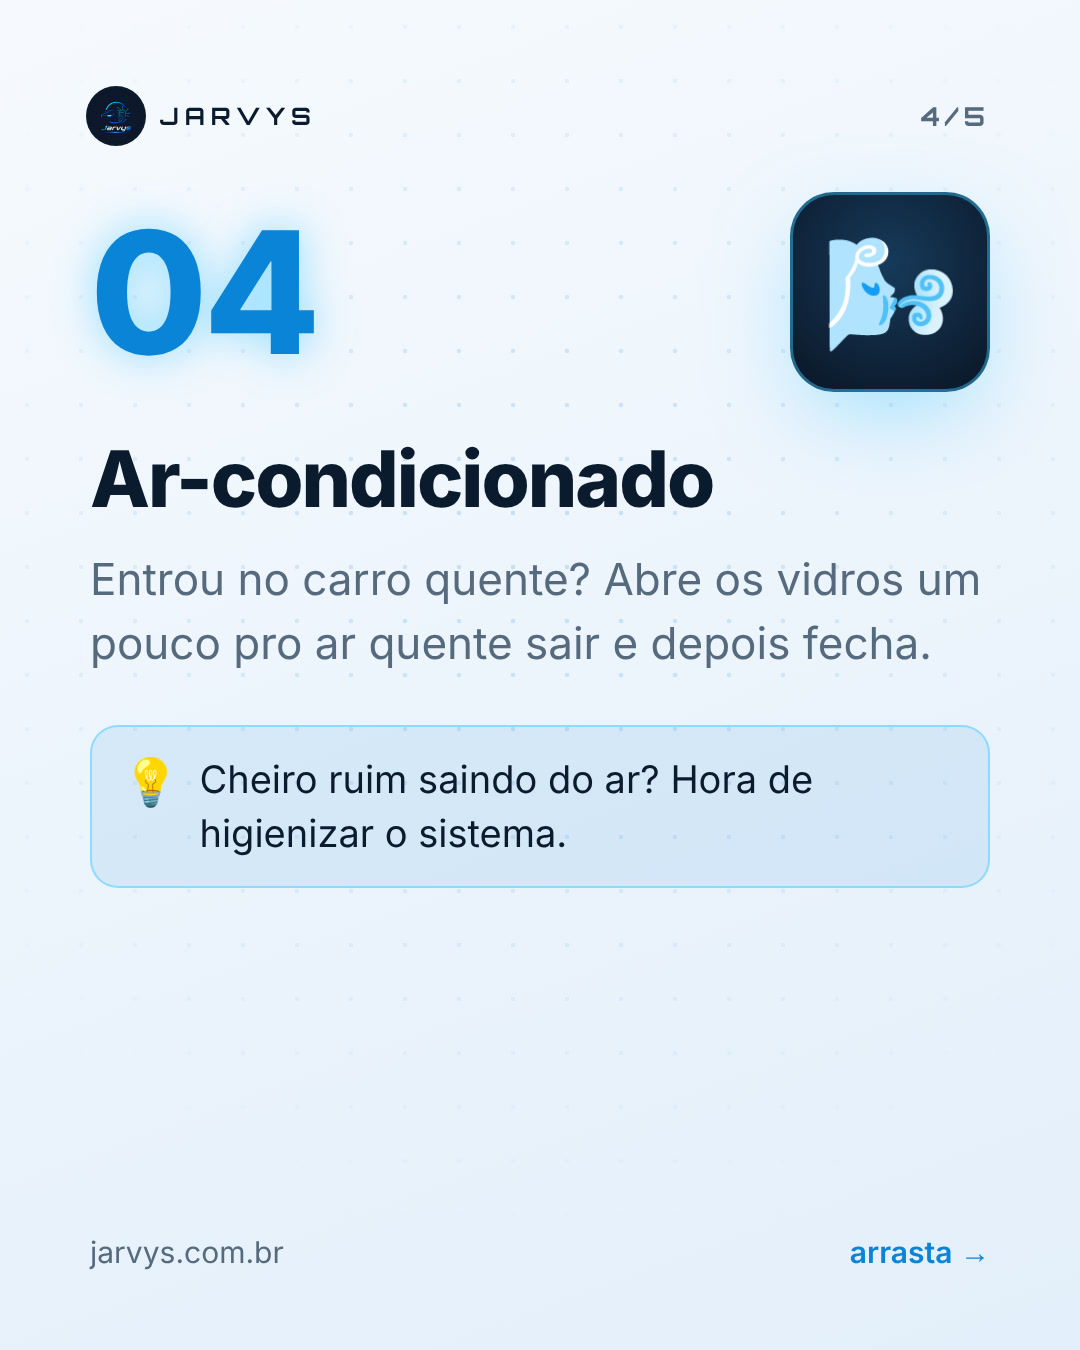 Jarvys
JARVYS
4/5
04
Ar-condicionado
Entrou no carro quente? Abre os vidros um
pouco pro ar quente sair e depois fecha.
💡 Cheiro ruim saindo do ar? Hora de
higienizar o sistema.
jarvys.com.br
arrasta →